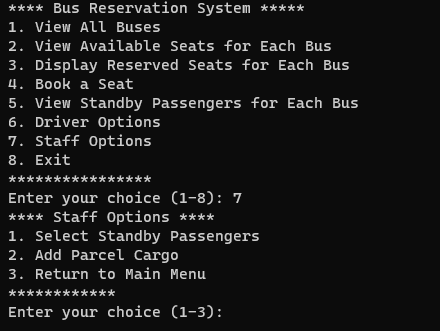 **** Bus Reservation System *****
1. View All Buses
2. View Available Seats for Each Bus
3. Display Reserved Seats for Each Bus
4. Book a Seat
5. View Standby Passengers for Each Bus
6. Driver Options
7. Staff Options
8. Exit
****************
Enter your choice (1-8): 7
**** Staff Options ****
1. Select Standby Passengers
2. Add Parcel Cargo
3. Return to Main Menu
************
Enter your choice (1-3):